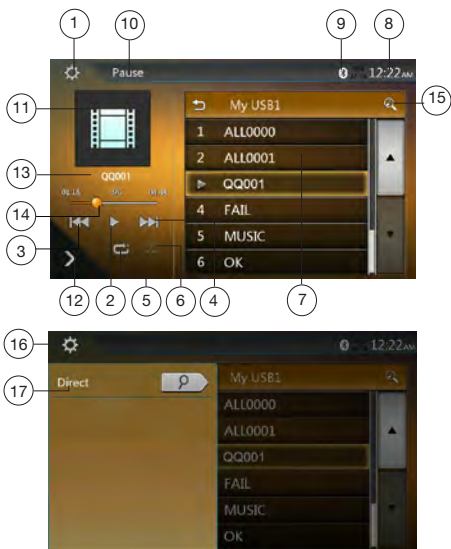 1 10 9 8
Pause 12:22AM
11
My USB1
15
1 ALL0000
2 ALL0001
13
QQ001
QQ001
14
4 FAIL
5 MUSIC
3
6 OK
12 2 5 6 4 7
16
12:22AM
17
Direct
My USB1
ALL0000
ALL0001
QQ001
FAIL
MUSIC
OK